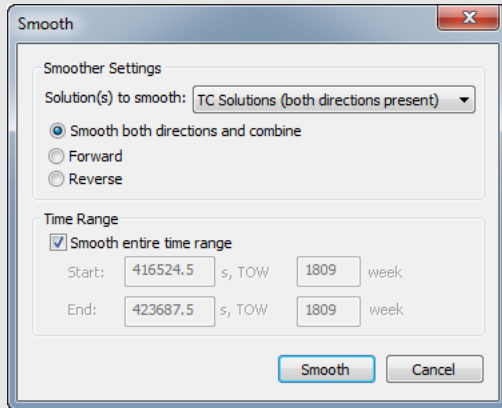 Smooth
Smoother Settings
Solution(s) to smooth: TC Solutions (both directions present)
Smooth both directions and combine
Forward
Reverse
Time Range
Smooth entire time range
Start: 416524.5 s, TOW 1809 week
End: 423687.5 s, TOW 1809 week
Smooth Cancel